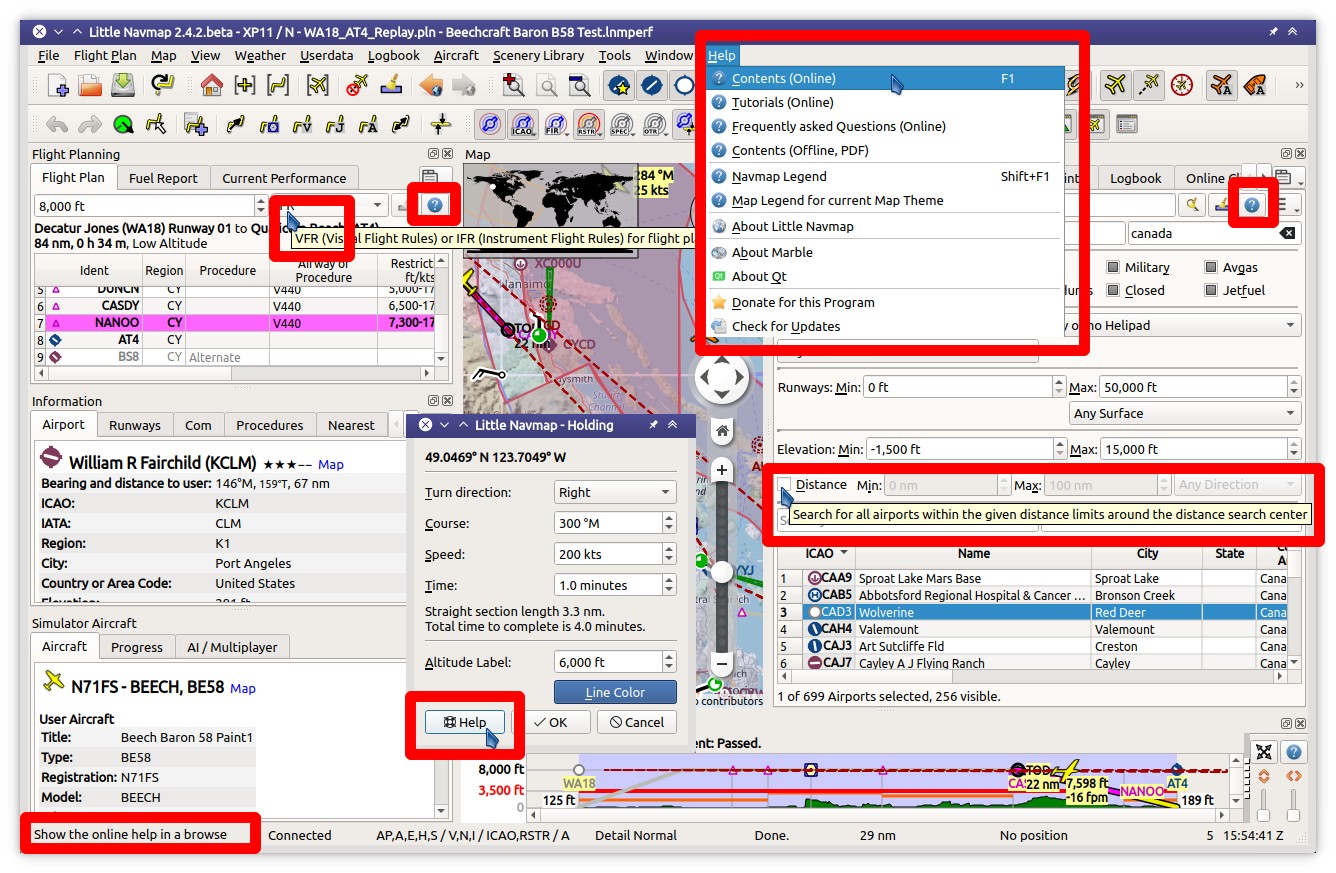 Little Navmap 2.4.2.beta - XP11 / N - WA18_AT4_Replay.pln - Beechcraft Baron B58 Test.lnmperf
File Flight Plan Map View Weather Userdata Logbook Aircraft Scenery Library Tools Window Help
Contents (Online) F1
Tutorials (Online)
Frequently asked Questions (Online)
Contents (Offline, PDF)
Navmap Legend Shift+F1
Map Legend for current Map Theme
About Little Navmap
About Marble
About Qt
Donate for this Program
Check for Updates
ICAO FIR RSTR SPEC OTR
Flight Planning
Flight Plan Fuel Report Current Performance
8,000 ft
Decatur Jones (WA18) Runway 01 to
84 nm, 0 h 34 m, Low Altitude
VFR (Visual Flight Rules) or IFR (Instrument Flight Rules) for flight
Ident Region Procedure Airway or Procedure Restrict ft/kts
5 DUNCN CY V440 5,000-17
6 CASDY CY V440 6,500-17
7 NANOO CY V440 7,300-17
8 AT4 CY
9 BS8 CY Alternate
Map
284 °M
25 kts
XC000U
Nanaimo
22 nm
CYCD
Logbook
canada
Military Avgas
Closed Jetfuel
or no Helipad
Runways: Min: 0 ft Max: 50,000 ft
Any Surface
Elevation: Min: -1,500 ft Max: 15,000 ft
Distance Min: 0 nm Max: 100 nm Any Direction
Search for all airports within the given distance limits around the distance search center
ICAO Name City State
1 CAA9 Sproat Lake Mars Base Sproat Lake Cana
2 CAB5 Abbotsford Regional Hospital & Cancer ... Bronson Creek Cana
3 CAD3 Wolverine Red Deer Cana
4 CAH4 Valemount Valemount Cana
5 CAJ3 Art Sutcliffe Fld Creston Cana
6 CAJ7 Cayley A J Flying Ranch Cayley Cana
1 of 699 Airports selected, 256 visible.
Information
Airport Runways Com Procedures Nearest
William R Fairchild (KCLM) ★★★−− Map
Bearing and distance to user: 146°M, 159°T, 67 nm
ICAO: KCLM
IATA: CLM
Region: K1
City: Port Angeles
Country or Area Code: United States
Little Navmap - Holding
49.0469° N 123.7049° W
Turn direction: Right
Course: 300 °M
Speed: 200 kts
Time: 1.0 minutes
Straight section length 3.3 nm.
Total time to complete is 4.0 minutes.
Altitude Label: 6,000 ft
Line Color
Help OK Cancel
contributors
Simulator Aircraft
Aircraft Progress AI / Multiplayer
N71FS - BEECH, BE58 Map
User Aircraft
Title: Beech Baron 58 Paint1
Type: BE58
Registration: N71FS
Model: BEECH
Passed.
8,000 ft
3,500 ft
0
WA18
125 ft
TOD
22 nm
7,598 ft
-16 fpm
NANOO
AT4
189 ft
Show the online help in a browse
Connected AP,A,E,H,S / V,N,I / ICAO,RSTR / A Detail Normal Done. 29 nm No position 5 15:54:41 Z